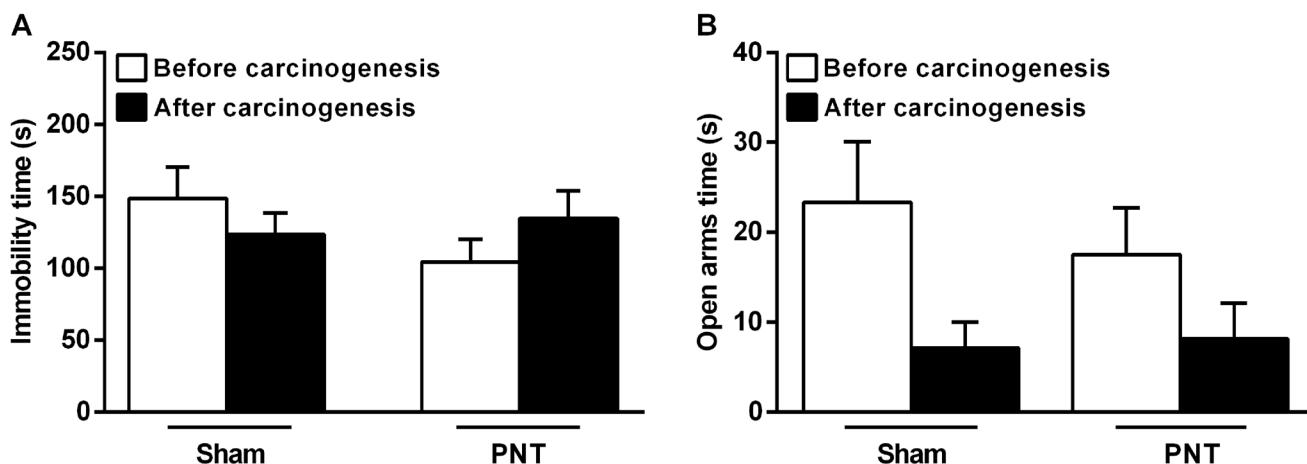 A
Immobility time (s)
250
200
150
100
50
0
Before carcinogenesis
After carcinogenesis
Sham
PNT
B
Open arms time (s)
40
30
20
10
0
Before carcinogenesis
After carcinogenesis
Sham
PNT